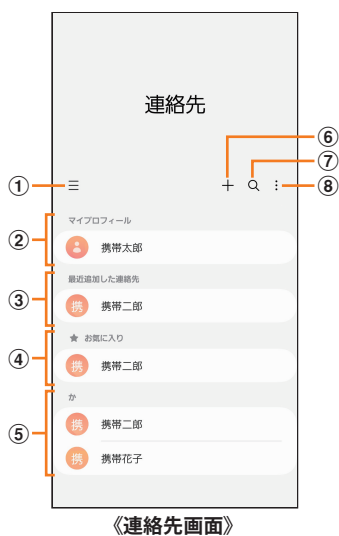 連絡先
⑥
⑦
① ⑧
② マイプロフィール
携帯太郎
③ 最近追加した連絡先
携 携帯二郎
④ ★ お気に入り
携 携帯二郎
⑤ か
携 携帯二郎
携 携帯花子
《連絡先画面》